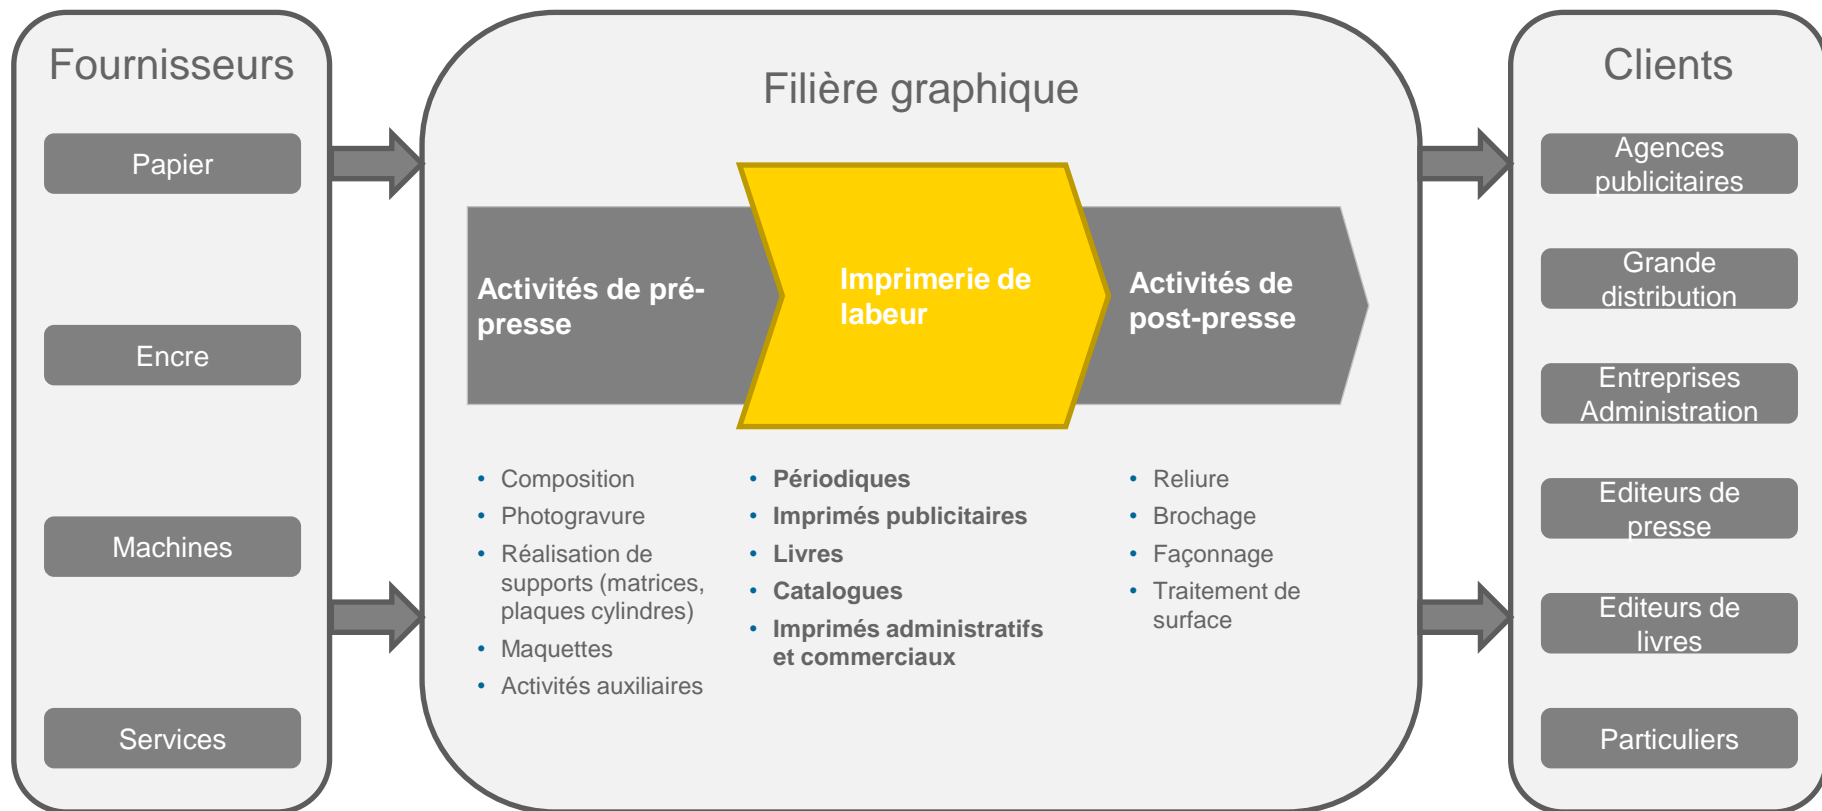 Fournisseurs
Papier
Encre
Machines
Services
Filière graphique
Activités de pré-
presse
Imprimerie de
labeur
Activités de
post-presse
• Composition
• Photogravure
• Réalisation de
supports (matrices,
plaques cylindres)
• Maquettes
• Activités auxiliaires
• Périodiques
• Imprimés publicitaires
• Livres
• Catalogues
• Imprimés administratifs
et commerciaux
• Reliure
• Brochage
• Façonnage
• Traitement de
surface
Clients
Agences
publicitaires
Grande
distribution
Entreprises
Administration
Editeurs de
presse
Editeurs de
livres
Particuliers